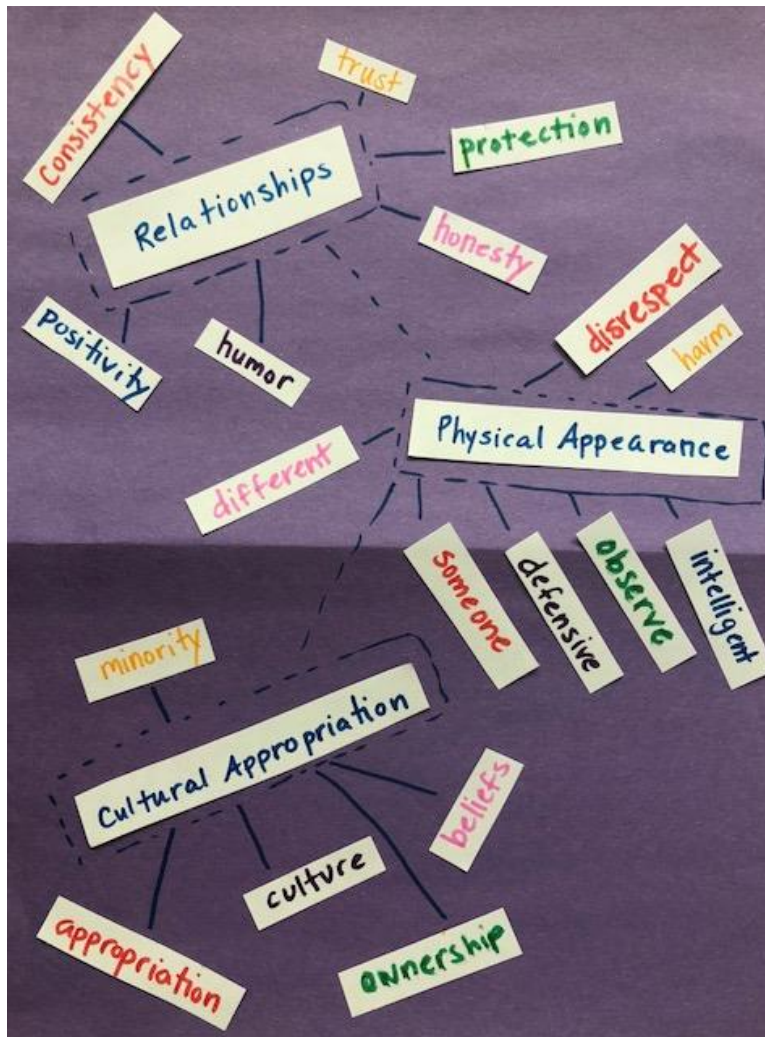 consistency
trust
protection
Relationships
honesty
positivity
humor
disrespect
harm
Physical Appearance
different
someone
defensive
observe
intelligent
minority
Cultural Appropriation
beliefs
culture
appropriation
ownership